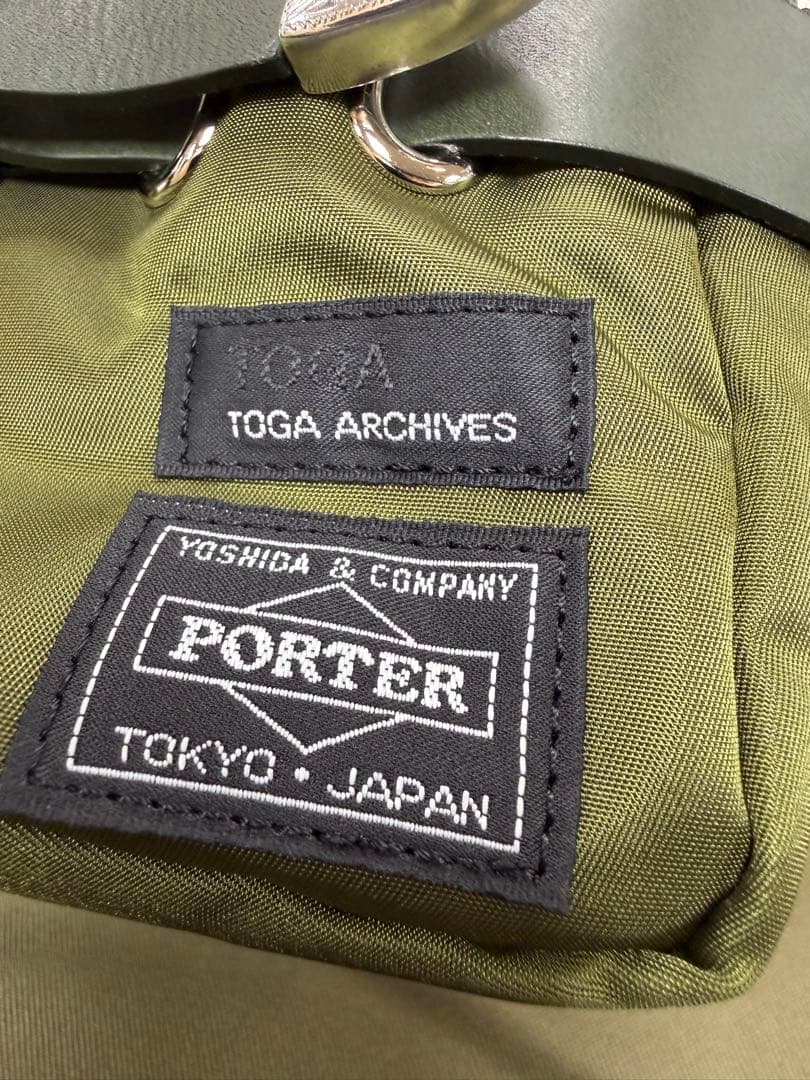 TOGA
TOGA ARCHIVES
YOSHIDA & COMPANY
PORTER
TOKYO • JAPAN